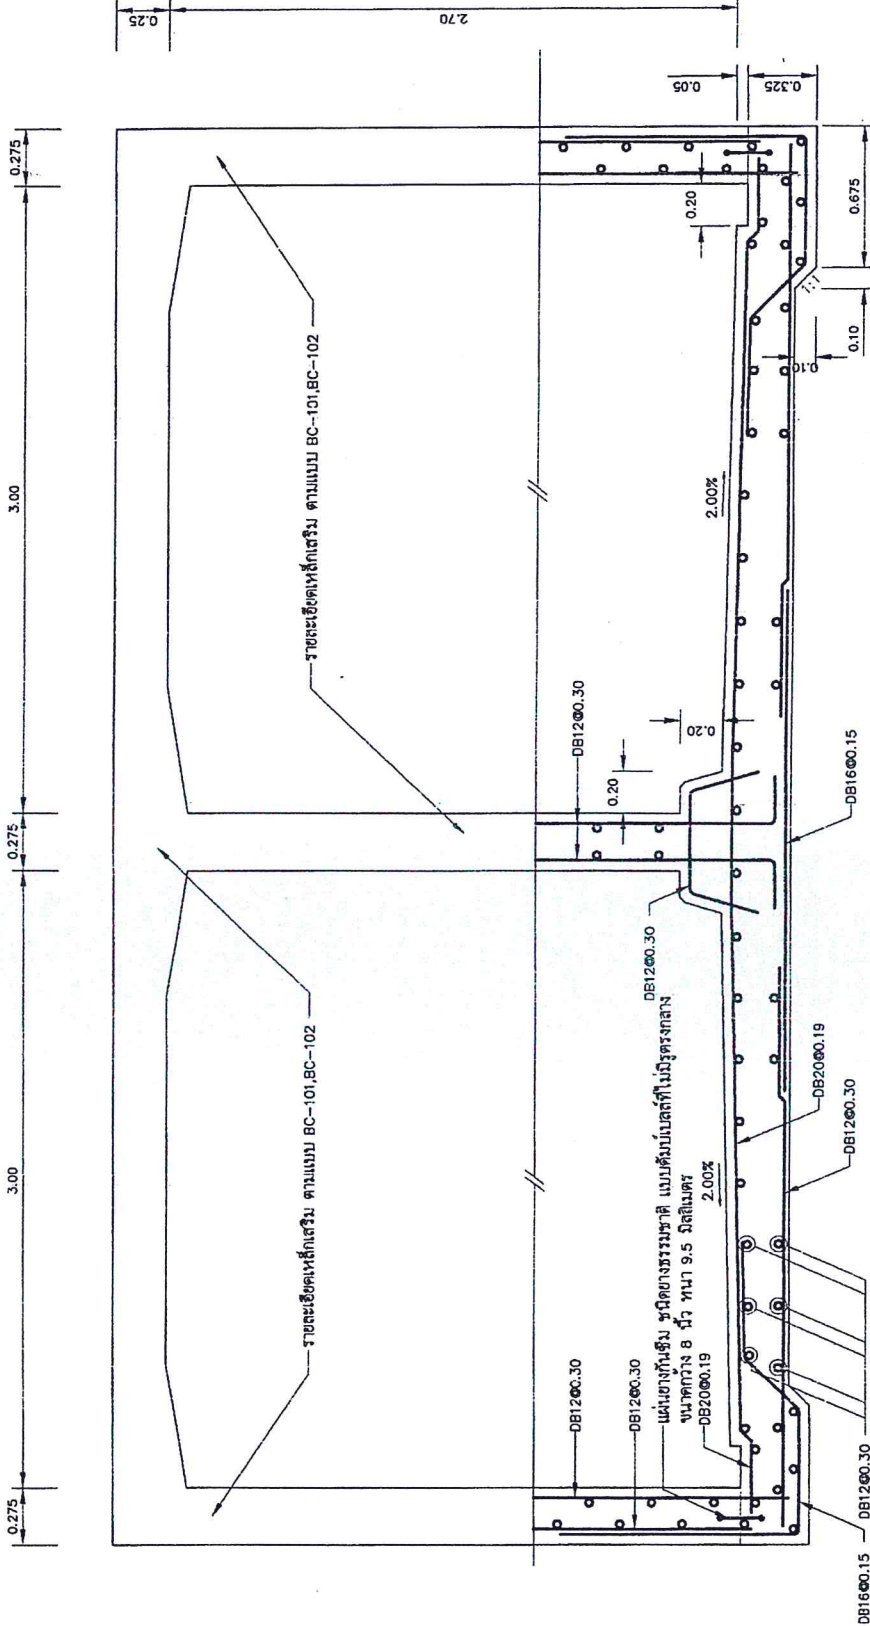 0.275
3.00
0.275
3.00
0.275
0.25
2.70
0.05
0.325
รายละเอียดเหล็กเสริม ตามแบบ BC-101,BC-102
รายละเอียดเหล็กเสริม ตามแบบ BC-101,BC-102
DB12@0.30
DB12@0.30
แผ่นยางกันซึม ชนิดยางธรรมชาติ แบบดัมบ์เบลล์ที่ไม่มีรูตรงกลาง
ขนาดกว้าง 8 นิ้ว หนา 9.5 มิลลิเมตร
DB20@0.19
2.00%
DB12@0.30
DB12@0.30
0.20
0.20
2.00%
0.20
0.10
1:1
0.10
0.675
DB16@0.15
DB12@0.30
DB12@0.30
DB20@0.19
DB16@0.15